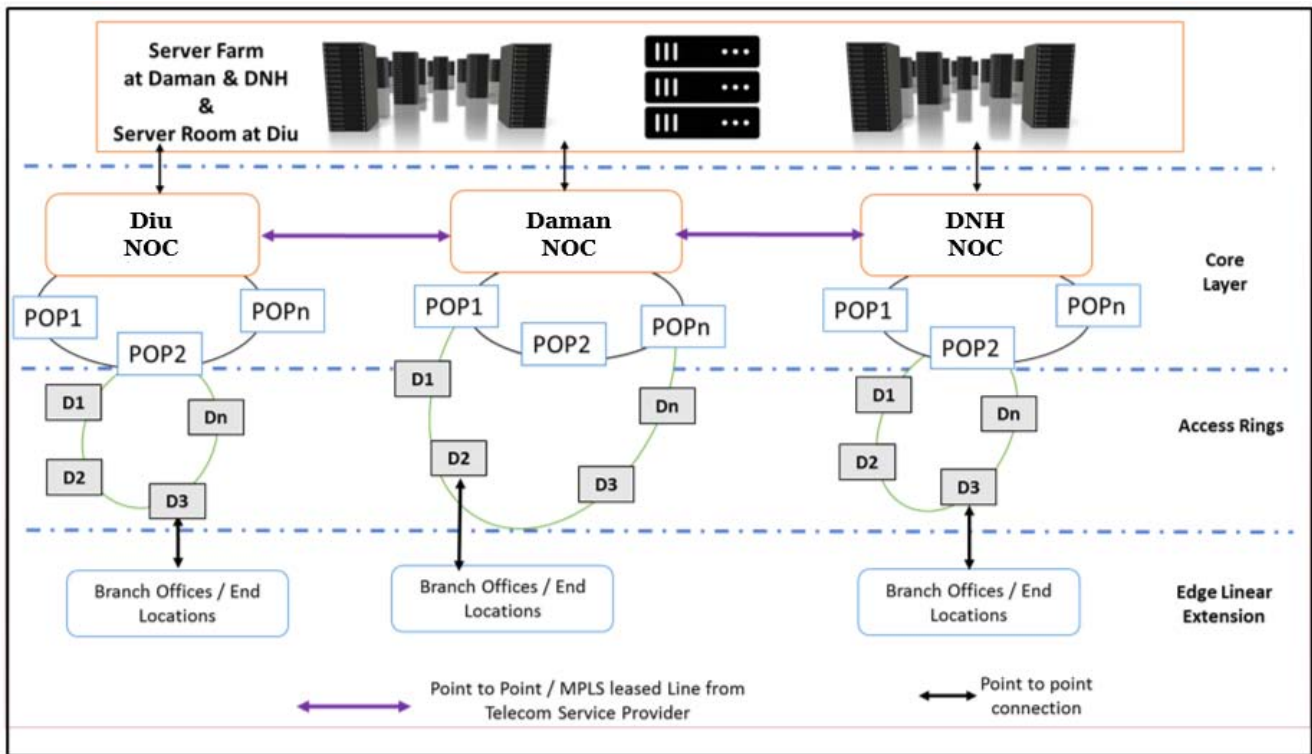 Server Farm
at Daman & DNH
&
Server Room at Diu
Diu
NOC
Daman
NOC
DNH
NOC
Core
Layer
POP1
POP2
POPn
POP1
POP2
POPn
POP1
POP2
POPn
D1
D2
D3
Dn
D1
D2
D3
Dn
D1
D2
D3
Dn
Access Rings
Branch Offices / End
Locations
Branch Offices / End
Locations
Branch Offices / End
Locations
Edge Linear
Extension
Point to Point / MPLS leased Line from
Telecom Service Provider
Point to point
connection